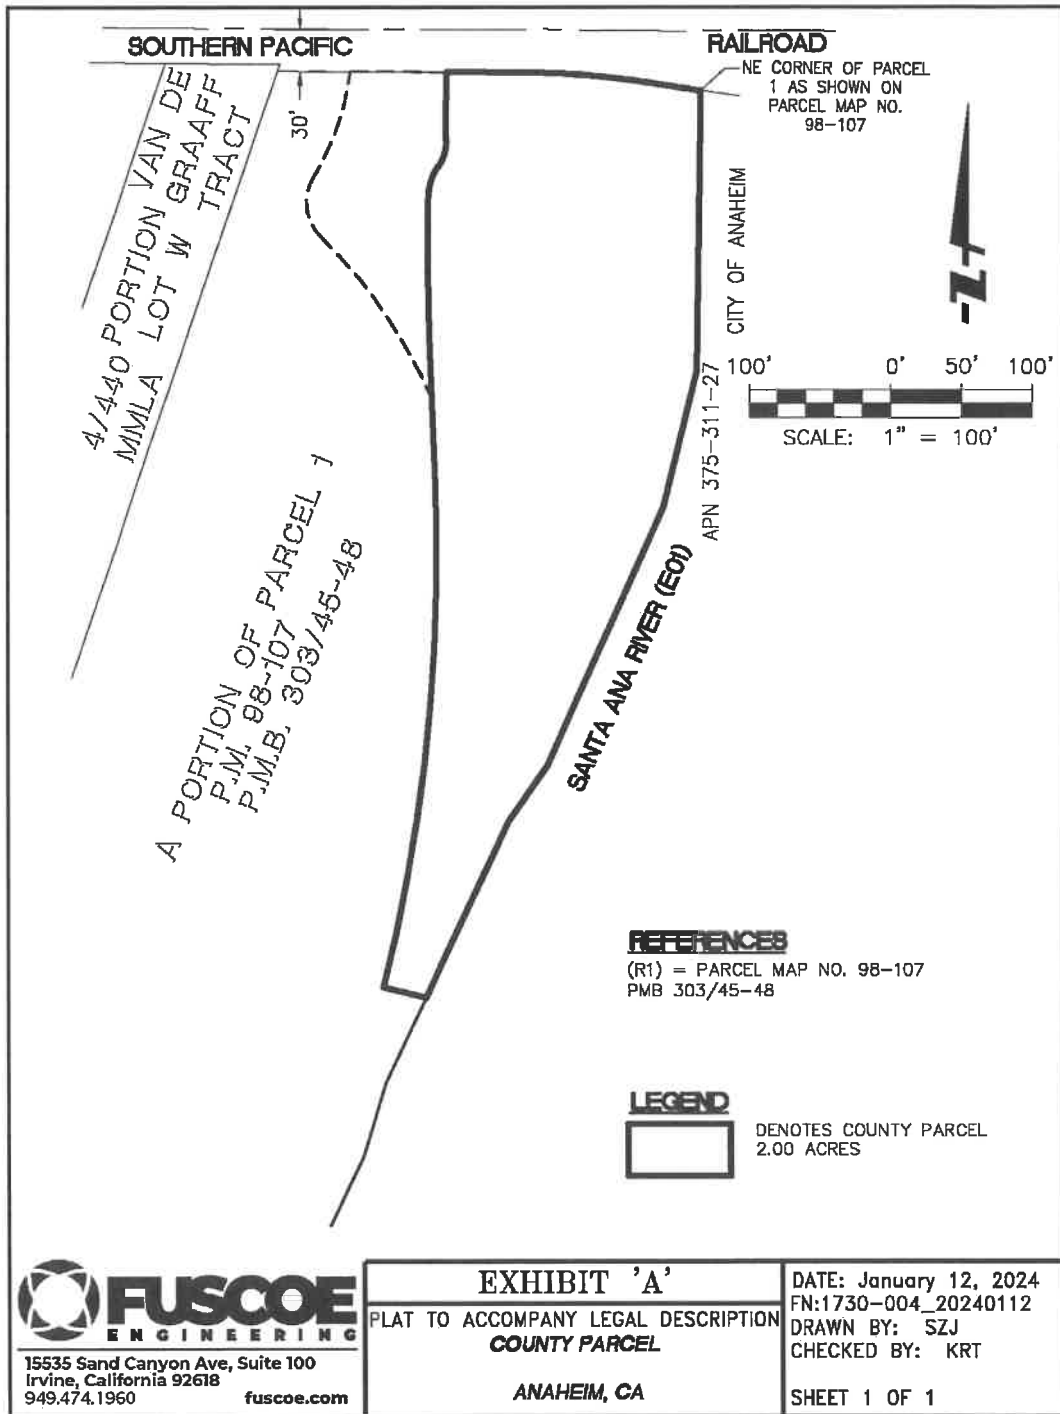 SOUTHERN PACIFIC
RAILROAD
NE CORNER OF PARCEL
1 AS SHOWN ON
PARCEL MAP NO.
98-107
30'
4/440 PORTION VAN DE
MMLA LOT W GRAAFF
TRACT
CITY OF ANAHEIM
APN 375-311-27
N
100' 0' 50' 100'
SCALE: 1" = 100'
A PORTION OF PARCEL 1
P.M. 98-107
P.M.B. 303/45-48
SANTA ANA RIVER (E01)
REFERENCES
(R1) = PARCEL MAP NO. 98-107
PMB 303/45-48
LEGEND
DENOTES COUNTY PARCEL
2.00 ACRES
FUSCOE
ENGINEERING
15535 Sand Canyon Ave, Suite 100
Irvine, California 92618
949.474.1960 fuscoe.com
EXHIBIT 'A'
PLAT TO ACCOMPANY LEGAL DESCRIPTION
COUNTY PARCEL
ANAHEIM, CA
DATE: January 12, 2024
FN:1730-004_20240112
DRAWN BY: SZJ
CHECKED BY: KRT
SHEET 1 OF 1